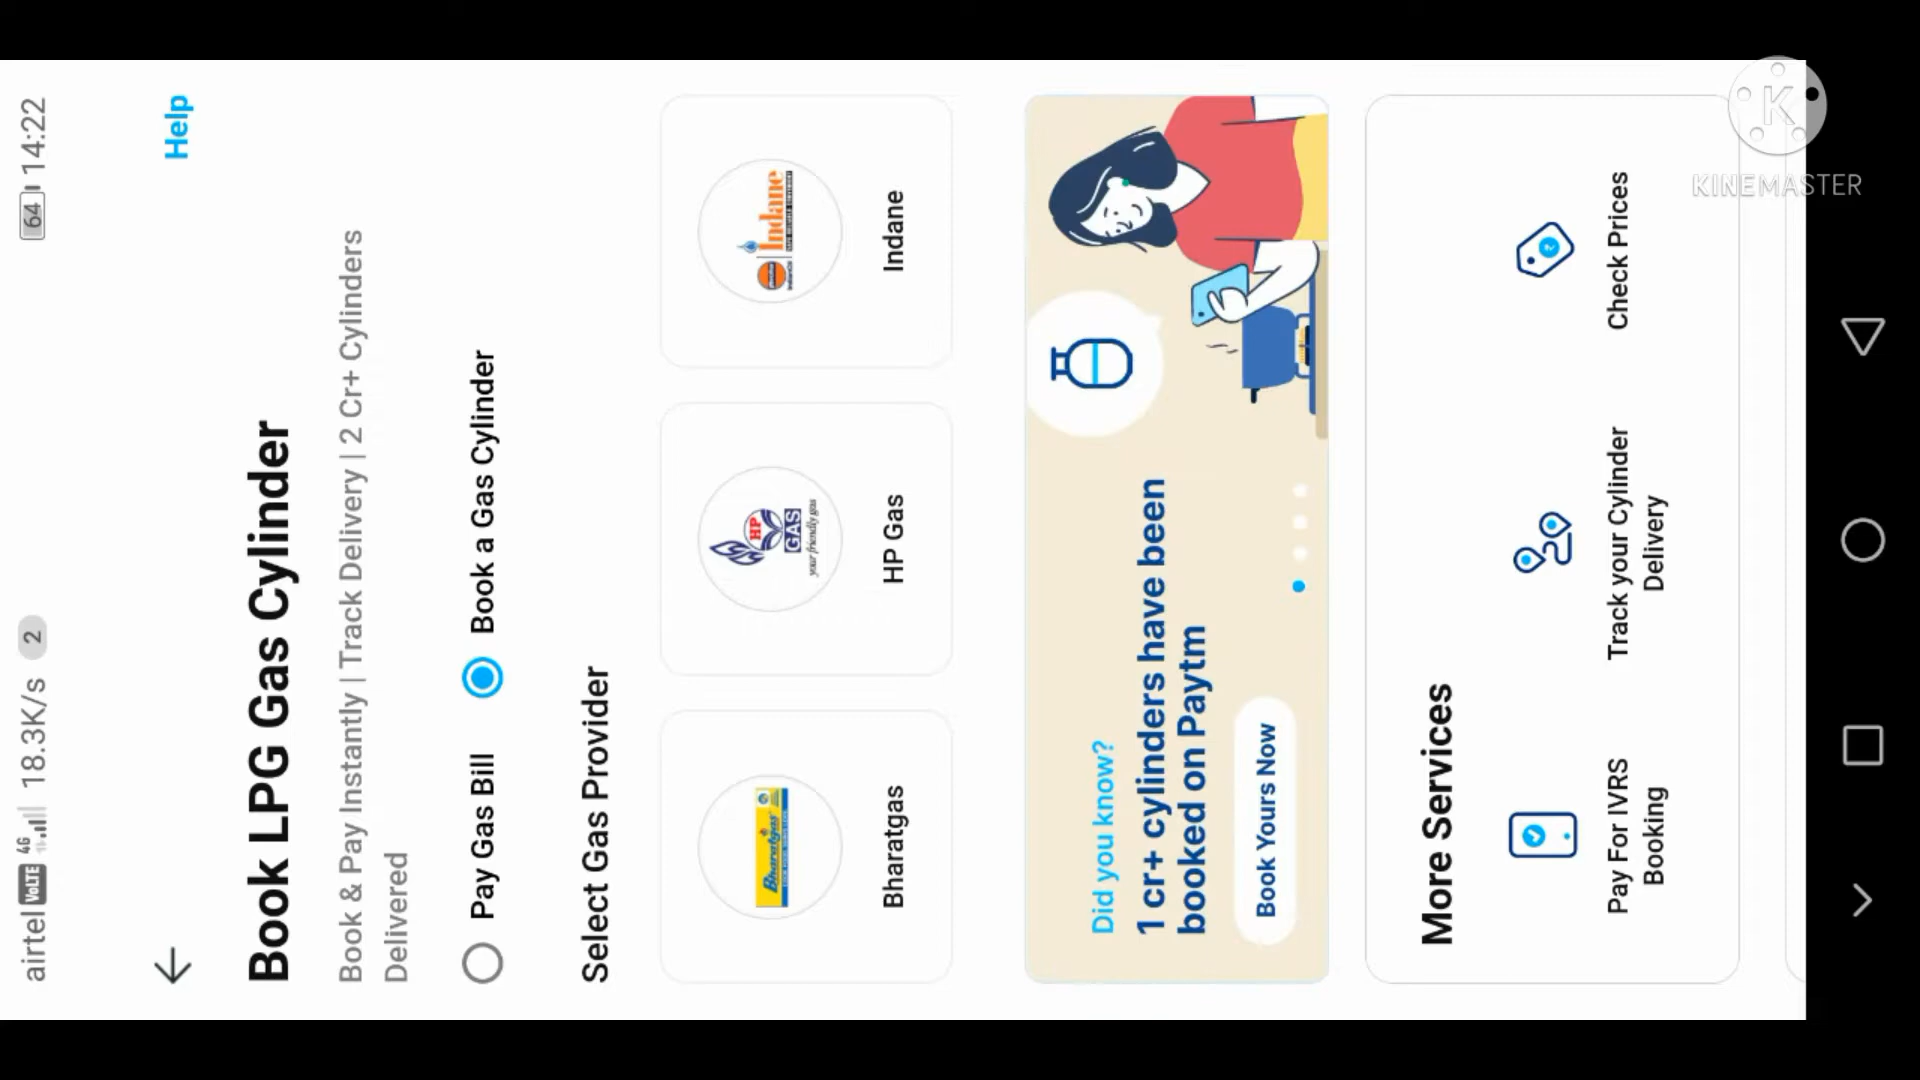 airtel VoLTE 4G 18.3K/s 2 64 14:22
Help
Book LPG Gas Cylinder
Book & Pay Instantly | Track Delivery | 2 Cr+ Cylinders
Delivered
Pay Gas Bill Book a Gas Cylinder
Select Gas Provider
Bharatgas
HP
GAS
your friendly gas
Indane
Bharatgas HP Gas Indane
Did you know?
1 cr+ cylinders have been
booked on Paytm
Book Yours Now
More Services
Pay For IVRS
Booking
Track your Cylinder
Delivery
Check Prices
K
KINEMASTER